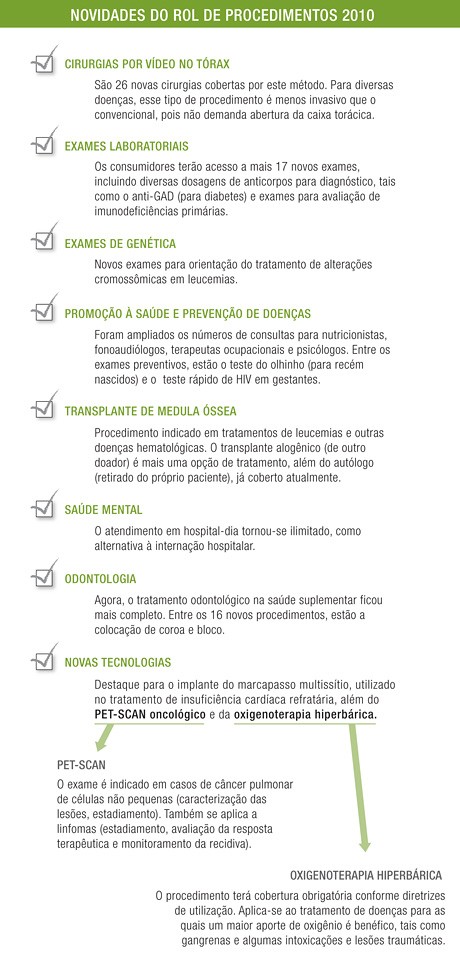 NOVIDADES DO ROL DE PROCEDIMENTOS 2010
CIRURGIAS POR VÍDEO NO TÓRAX
São 26 novas cirurgias cobertas por este método. Para diversas
doenças, esse tipo de procedimento é menos invasivo que o
convencional, pois não demanda abertura da caixa torácica.
EXAMES LABORATORIAIS
Os consumidores terão acesso a mais 17 novos exames,
incluindo diversas dosagens de anticorpos para diagnóstico, tais
como o anti-GAD (para diabetes) e exames para avaliação de
imunodeficiências primárias.
EXAMES DE GENÉTICA
Novos exames para orientação do tratamento de alterações
cromossômicas em leucemias.
PROMOÇÃO À SAÚDE E PREVENÇÃO DE DOENÇAS
Foram ampliados os números de consultas para nutricionistas,
fonoaudiólogos, terapeutas ocupacionais e psicólogos. Entre os
exames preventivos, estão o teste do olhinho (para recém
nascidos) e o teste rápido de HIV em gestantes.
TRANSPLANTE DE MEDULA ÓSSEA
Procedimento indicado em tratamentos de leucemias e outras
doenças hematológicas. O transplante alogênico (de outro
doador) é mais uma opção de tratamento, além do autólogo
(retirado do próprio paciente), já coberto atualmente.
SAÚDE MENTAL
O atendimento em hospital-dia tornou-se ilimitado, como
alternativa à internação hospitalar.
ODONTOLOGIA
Agora, o tratamento odontológico na saúde suplementar ficou
mais completo. Entre os 16 novos procedimentos, estão a
colocação de coroa e bloco.
NOVAS TECNOLOGIAS
Destaque para o implante do marcapasso multissítio, utilizado
no tratamento de insuficiência cardíaca refratária, além do
PET-SCAN oncológico e da oxigenoterapia hiperbárica.
PET-SCAN
O exame é indicado em casos de câncer pulmonar
de células não pequenas (caracterização das
lesões, estadiamento). Também se aplica a
linfomas (estadiamento, avaliação da resposta
terapêutica e monitoramento da recidiva).
OXIGENOTERAPIA HIPERBÁRICA
O procedimento terá cobertura obrigatória conforme diretrizes
de utilização. Aplica-se ao tratamento de doenças para as
quais um maior aporte de oxigênio é benéfico, tais como
gangrenas e algumas intoxicações e lesões traumáticas.